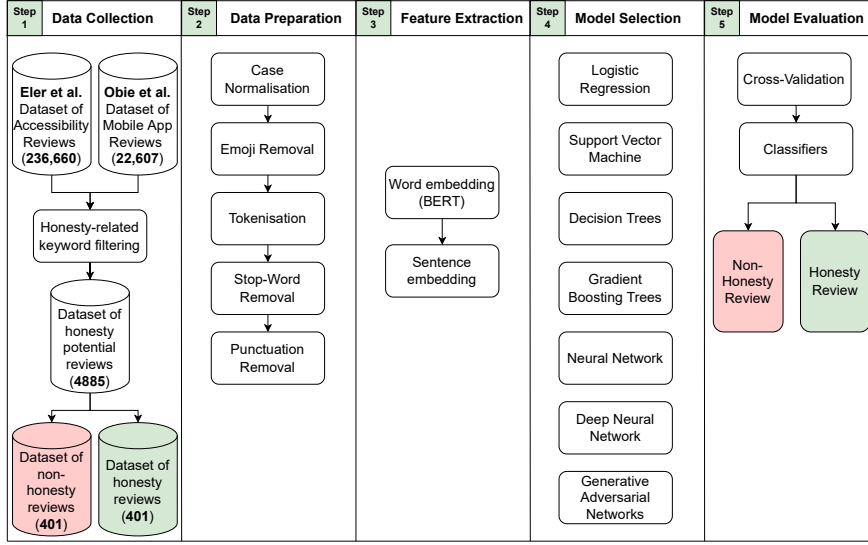 Step
1
Data Collection
Eler et al.
Dataset of
Accessibility
Reviews
(236,660)
Obie et al.
Dataset of
Mobile App
Reviews
(22,607)
Honesty-related
keyword filtering
Dataset of
honesty
potential
reviews
(4885)
Dataset of
non-
honesty
reviews
(401)
Dataset of
honesty
reviews
(401)
Step
2
Data Preparation
Case
Normalisation
Emoji Removal
Tokenisation
Stop-Word
Removal
Punctuation
Removal
Step
3
Feature Extraction
Word embedding
(BERT)
Sentence
embedding
Step
4
Model Selection
Logistic
Regression
Support Vector
Machine
Decision Trees
Gradient
Boosting Trees
Neural Network
Deep Neural
Network
Generative
Adversarial
Networks
Step
5
Model Evaluation
Cross-Validation
Classifiers
Non-
Honesty
Review
Honesty
Review